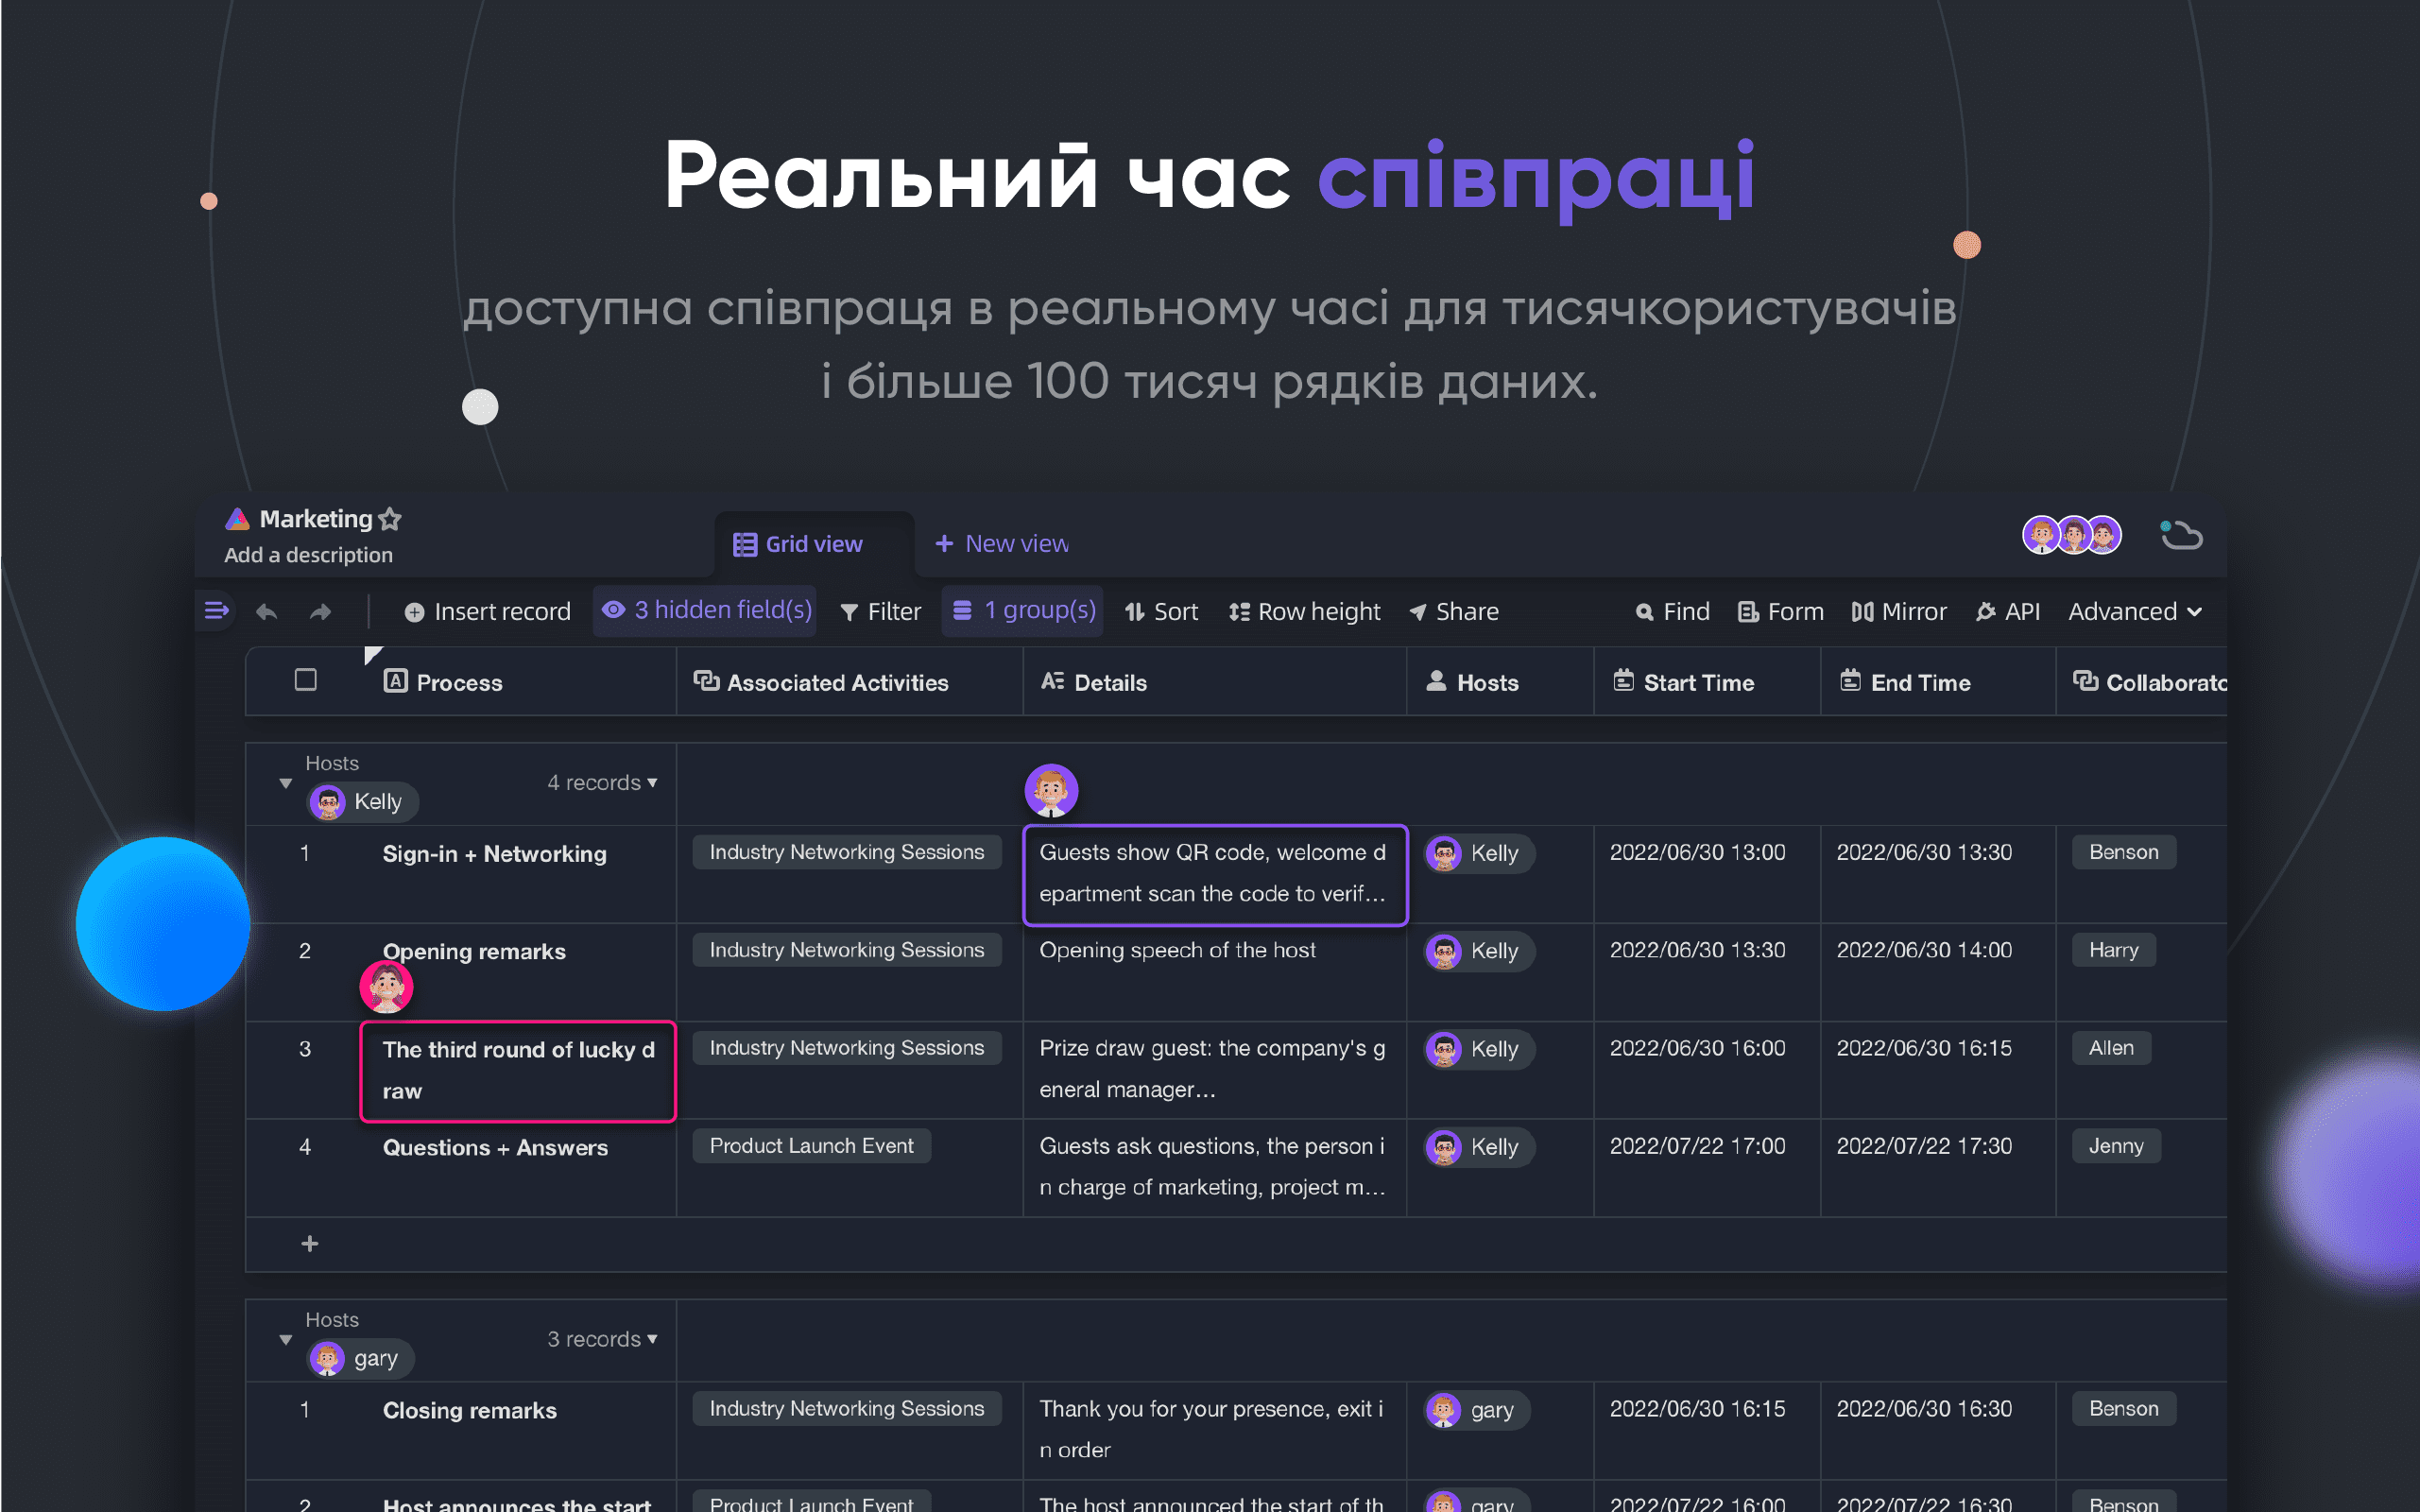 Реальний час співпраці
доступна співпраця в реальному часі для тисячкористувачів
і більше 100 тисяч рядків даних.
Marketing
Add a description
Grid view
New view
Insert record
3 hidden field(s)
Filter
1 group(s)
Sort
Row height
Share
Find
Form
Mirror
API
Advanced
Process
Associated Activities
Details
Hosts
Start Time
End Time
Collaborato
Hosts
Kelly
4 records
1
Sign-in + Networking
Industry Networking Sessions
Guests show QR code, welcome d
epartment scan the code to verif...
Kelly
2022/06/30 13:00
2022/06/30 13:30
Benson
2
Opening remarks
Industry Networking Sessions
Opening speech of the host
Kelly
2022/06/30 13:30
2022/06/30 14:00
Harry
3
The third round of lucky d
raw
Industry Networking Sessions
Prize draw guest: the company's g
eneral manager...
Kelly
2022/06/30 16:00
2022/06/30 16:15
Allen
4
Questions + Answers
Product Launch Event
Guests ask questions, the person i
n charge of marketing, project m...
Kelly
2022/07/22 17:00
2022/07/22 17:30
Jenny
Hosts
gary
3 records
1
Closing remarks
Industry Networking Sessions
Thank you for your presence, exit i
n order
gary
2022/06/30 16:15
2022/06/30 16:30
Benson
2
Host announces the start
Product Launch Event
The host announced the start of th
gary
2022/07/22 16:00
2022/07/22 16:30
Benson